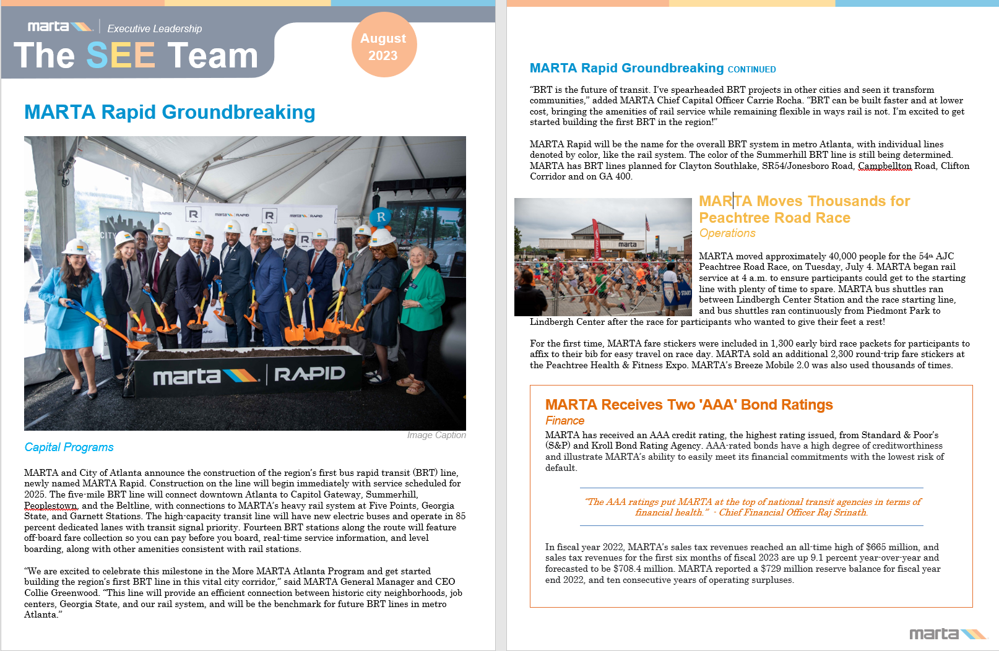 marta
Executive Leadership
The SEE Team
August
2023
MARTA Rapid Groundbreaking
RAPID
R
marta RAPID
R
marta RAPID
R
R
CITY
marta
marta RAPID
Image Caption
Capital Programs
MARTA and City of Atlanta announce the construction of the region’s first bus rapid transit (BRT) line,
newly named MARTA Rapid. Construction on the line will begin immediately with service scheduled for
2025. The five-mile BRT line will connect downtown Atlanta to Capitol Gateway, Summerhill,
Peoplestown, and the Beltline, with connections to MARTA’s heavy rail system at Five Points, Georgia
State, and Garnett Stations. The high-capacity transit line will have new electric buses and operate in 85
percent dedicated lanes with transit signal priority. Fourteen BRT stations along the route will feature
off-board fare collection so you can pay before you board, real-time service information, and level
boarding, along with other amenities consistent with rail stations.
“We are excited to celebrate this milestone in the More MARTA Atlanta Program and get started
building the region’s first BRT line in this vital city corridor,” said MARTA General Manager and CEO
Collie Greenwood. “This line will provide an efficient connection between historic city neighborhoods, job
centers, Georgia State, and our rail system, and will be the benchmark for future BRT lines in metro
Atlanta.”
MARTA Rapid Groundbreaking CONTINUED
“BRT is the future of transit. I’ve spearheaded BRT projects in other cities and seen it transform
communities,” added MARTA Chief Capital Officer Carrie Rocha. “BRT can be built faster and at lower
cost, bringing the amenities of rail service while remaining flexible in ways rail is not. I’m excited to get
started building the first BRT in the region!”
MARTA Rapid will be the name for the overall BRT system in metro Atlanta, with individual lines
denoted by color, like the rail system. The color of the Summerhill BRT line is still being determined.
MARTA has BRT lines planned for Clayton Southlake, SR54/Jonesboro Road, Campbellton Road, Clifton
Corridor and on GA 400.
marta
START
MARTA Moves Thousands for
Peachtree Road Race
Operations
MARTA moved approximately 40,000 people for the 54th AJC
Peachtree Road Race, on Tuesday, July 4. MARTA began rail
service at 4 a.m. to ensure participants could get to the starting
line with plenty of time to spare. MARTA bus shuttles ran
between Lindbergh Center Station and the race starting line,
and bus shuttles ran continuously from Piedmont Park to
Lindbergh Center after the race for participants who wanted to give their feet a rest!
For the first time, MARTA fare stickers were included in 1,300 early bird race packets for participants to
affix to their bib for easy travel on race day. MARTA sold an additional 2,300 round-trip fare stickers at
the Peachtree Health & Fitness Expo. MARTA’s Breeze Mobile 2.0 was also used thousands of times.
MARTA Receives Two 'AAA' Bond Ratings
Finance
MARTA has received an AAA credit rating, the highest rating issued, from Standard & Poor’s
(S&P) and Kroll Bond Rating Agency. AAA-rated bonds have a high degree of creditworthiness
and illustrate MARTA’s ability to easily meet its financial commitments with the lowest risk of
default.
“The AAA ratings put MARTA at the top of national transit agencies in terms of
financial health.” - Chief Financial Officer Raj Srinath.
In fiscal year 2022, MARTA’s sales tax revenues reached an all-time high of $665 million, and
sales tax revenues for the first six months of fiscal 2023 are up 9.1 percent year-over-year and
forecasted to be $708.4 million. MARTA reported a $729 million reserve balance for fiscal year
end 2022, and ten consecutive years of operating surpluses.
marta